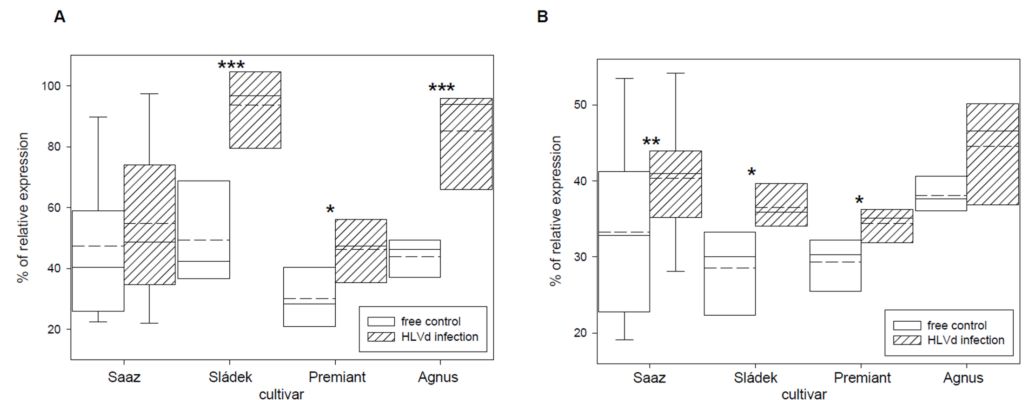 A
% of relative expression
100
80
60
40
20
***
*
***
free control
HLVd infection
Saaz Sládek Premiant Agnus
cultivar
B
% of relative expression
50
40
30
20
**
*
*
free control
HLVd infection
Saaz Sládek Premiant Agnus
cultivar